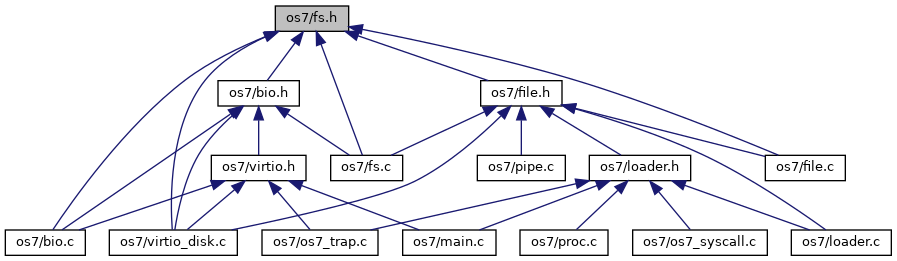 os7/fs.h
os7/bio.h
os7/file.h
os7/virtio.h
os7/fs.c
os7/pipe.c
os7/loader.h
os7/file.c
os7/bio.c
os7/virtio_disk.c
os7/os7_trap.c
os7/main.c
os7/proc.c
os7/os7_syscall.c
os7/loader.c